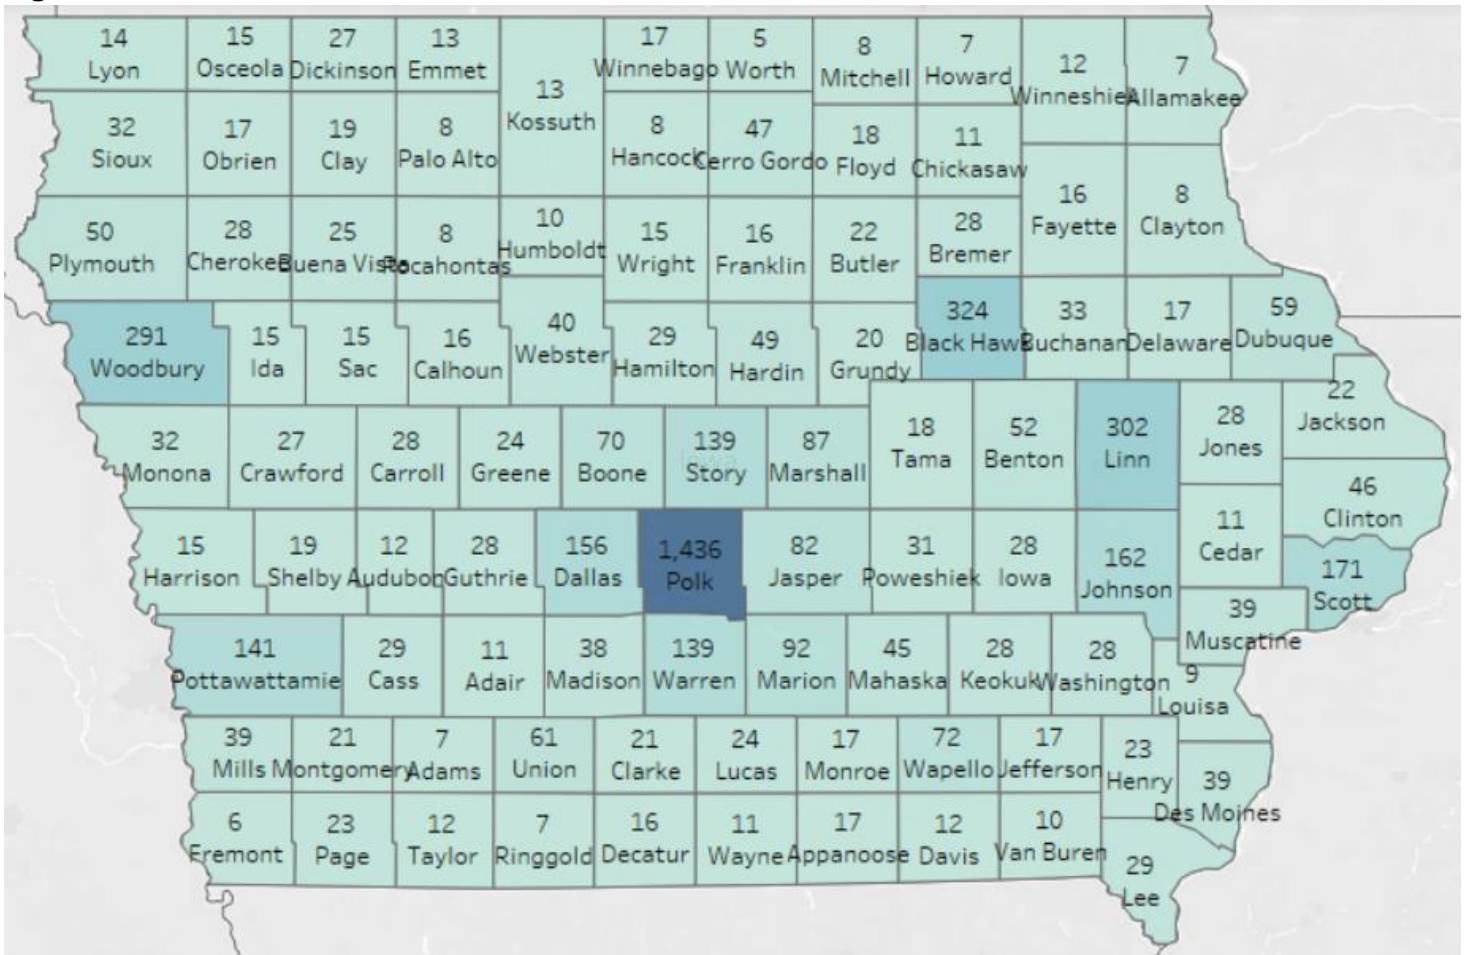 14
Lyon
15
Osceola
27
Dickinson
13
Emmet
13
Kossuth
17
Winnebago
5
Worth
8
Mitchell
7
Howard
12
Winneshiek
7
Allamakee
32
Sioux
17
Obrien
19
Clay
8
Palo Alto
8
Hancock
47
Cerro Gordo
18
Floyd
11
Chickasaw
16
Fayette
8
Clayton
50
Plymouth
28
Cherokee
25
Buena Vista
8
Pocahontas
10
Humboldt
15
Wright
16
Franklin
22
Butler
28
Bremer
291
Woodbury
15
Ida
15
Sac
16
Calhoun
40
Webster
29
Hamilton
49
Hardin
20
Grundy
324
Black Hawk
33
Buchanan
17
Delaware
59
Dubuque
32
Monona
27
Crawford
28
Carroll
24
Greene
70
Boone
139
Story
Iowa
87
Marshall
18
Tama
52
Benton
302
Linn
28
Jones
22
Jackson
46
Clinton
15
Harrison
19
Shelby
12
Audubon
28
Guthrie
156
Dallas
1,436
Polk
82
Jasper
31
Poweshiek
28
Iowa
162
Johnson
11
Cedar
171
Scott
39
Muscatine
141
Pottawattamie
29
Cass
11
Adair
38
Madison
139
Warren
92
Marion
45
Mahaska
28
Keokuk
28
Washington
9
Louisa
39
Mills
21
Montgomery
7
Adams
61
Union
21
Clarke
24
Lucas
17
Monroe
72
Wapello
17
Jefferson
23
Henry
39
Des Moines
6
Fremont
23
Page
12
Taylor
7
Ringgold
16
Decatur
11
Wayne
17
Appanoose
12
Davis
10
Van Buren
29
Lee